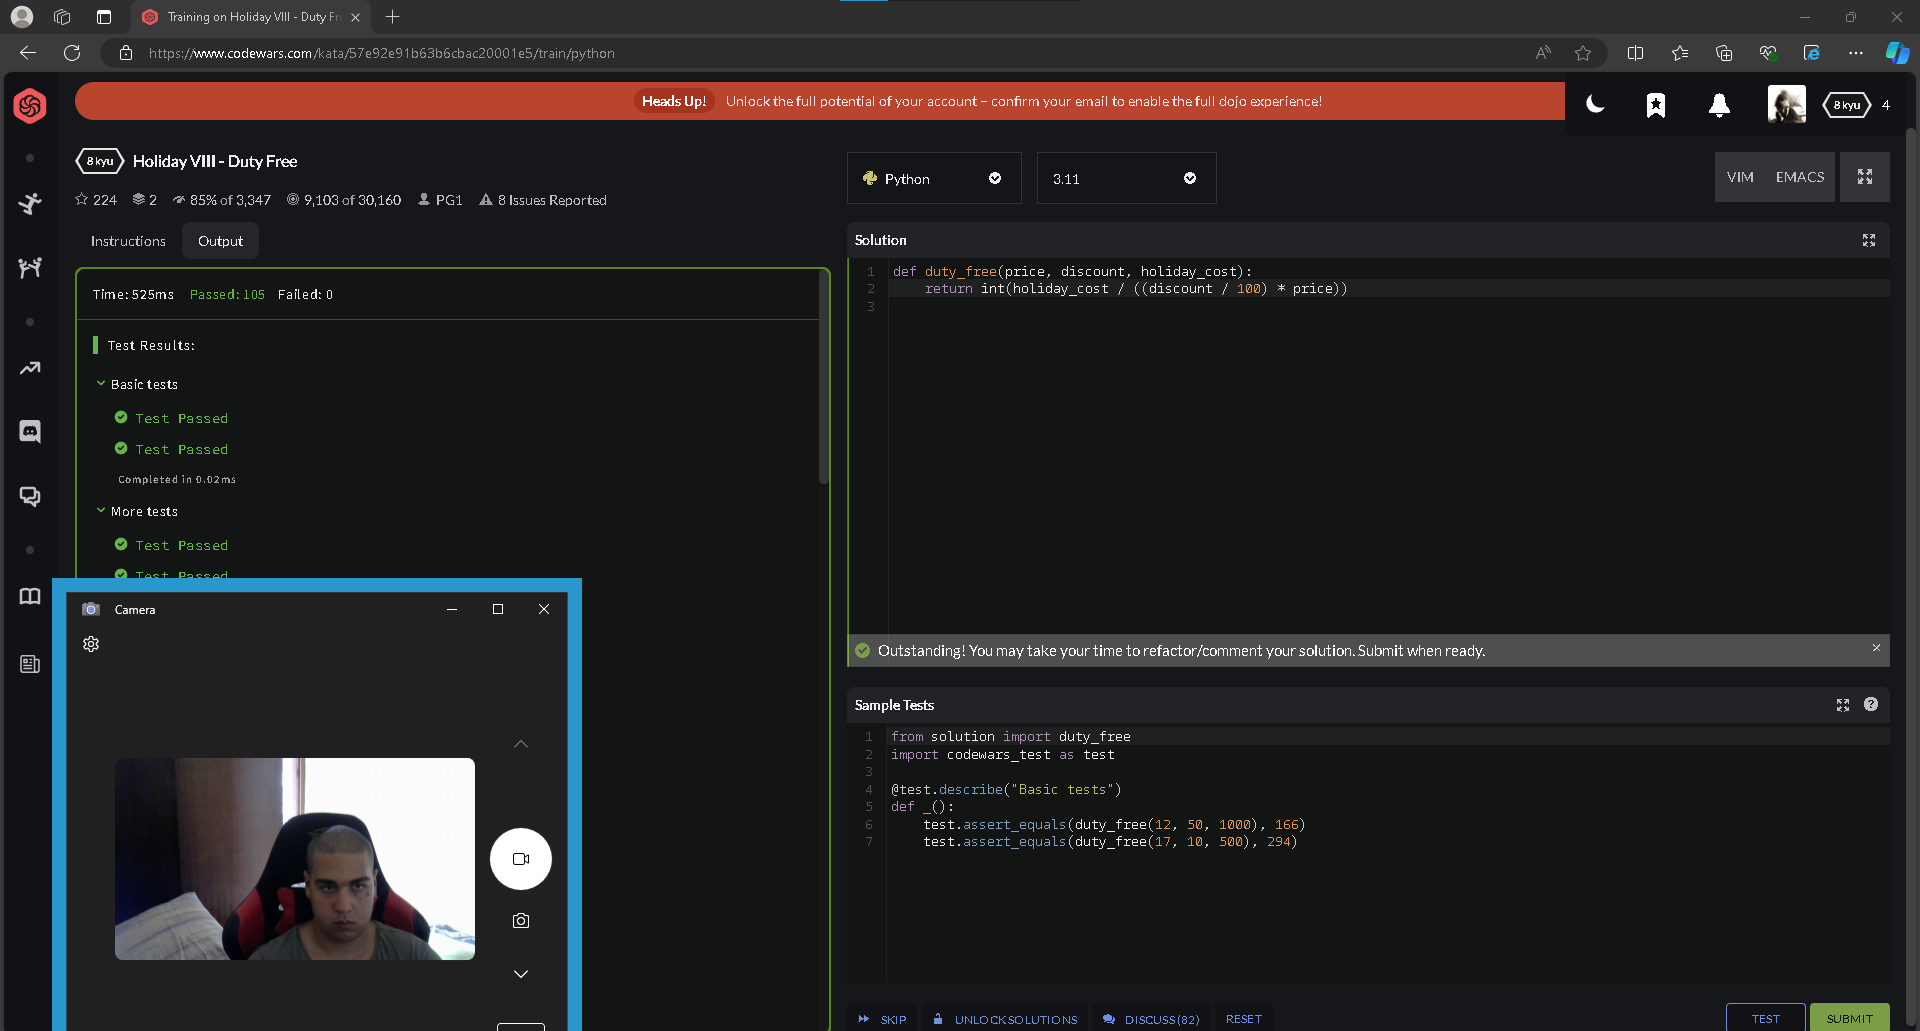 Training on Holiday VIII - Duty Fr
https://www.codewars.com/kata/57e92e91b63b6cbac20001e5/train/python
Heads Up! Unlock the full potential of your account – confirm your email to enable the full dojo experience!
8 kyu 4
8 kyu Holiday VIII - Duty Free
224 2 85% of 3,347 9,103 of 30,160 PG1 8 Issues Reported
Instructions Output
Time: 525ms Passed: 105 Failed: 0
Test Results:
Basic tests
Test Passed
Test Passed
Completed in 0.02ms
More tests
Test Passed
Test Passed
Camera
Python 3.11
VIM EMACS
Solution
1 def duty_free(price, discount, holiday_cost):
2 return int(holiday_cost / ((discount / 100) * price))
3
Outstanding! You may take your time to refactor/comment your solution. Submit when ready.
Sample Tests
1 from solution import duty_free
2 import codewars_test as test
3
4 @test.describe("Basic tests")
5 def _():
6 test.assert_equals(duty_free(12, 50, 1000), 166)
7 test.assert_equals(duty_free(17, 10, 500), 294)
SKIP UNLOCK SOLUTIONS DISCUSS (82) RESET TEST SUBMIT